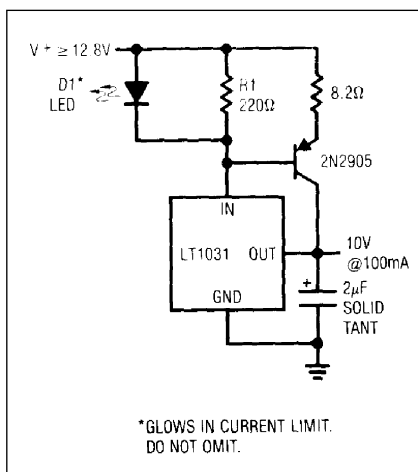 V+ ≥ 12.8V
D1*
LED
R1
220Ω
8.2Ω
2N2905
IN
LT1031
OUT
GND
10V
@100mA
+
2μF
SOLID
TANT
*GLOWS IN CURRENT LIMIT.
DO NOT OMIT.